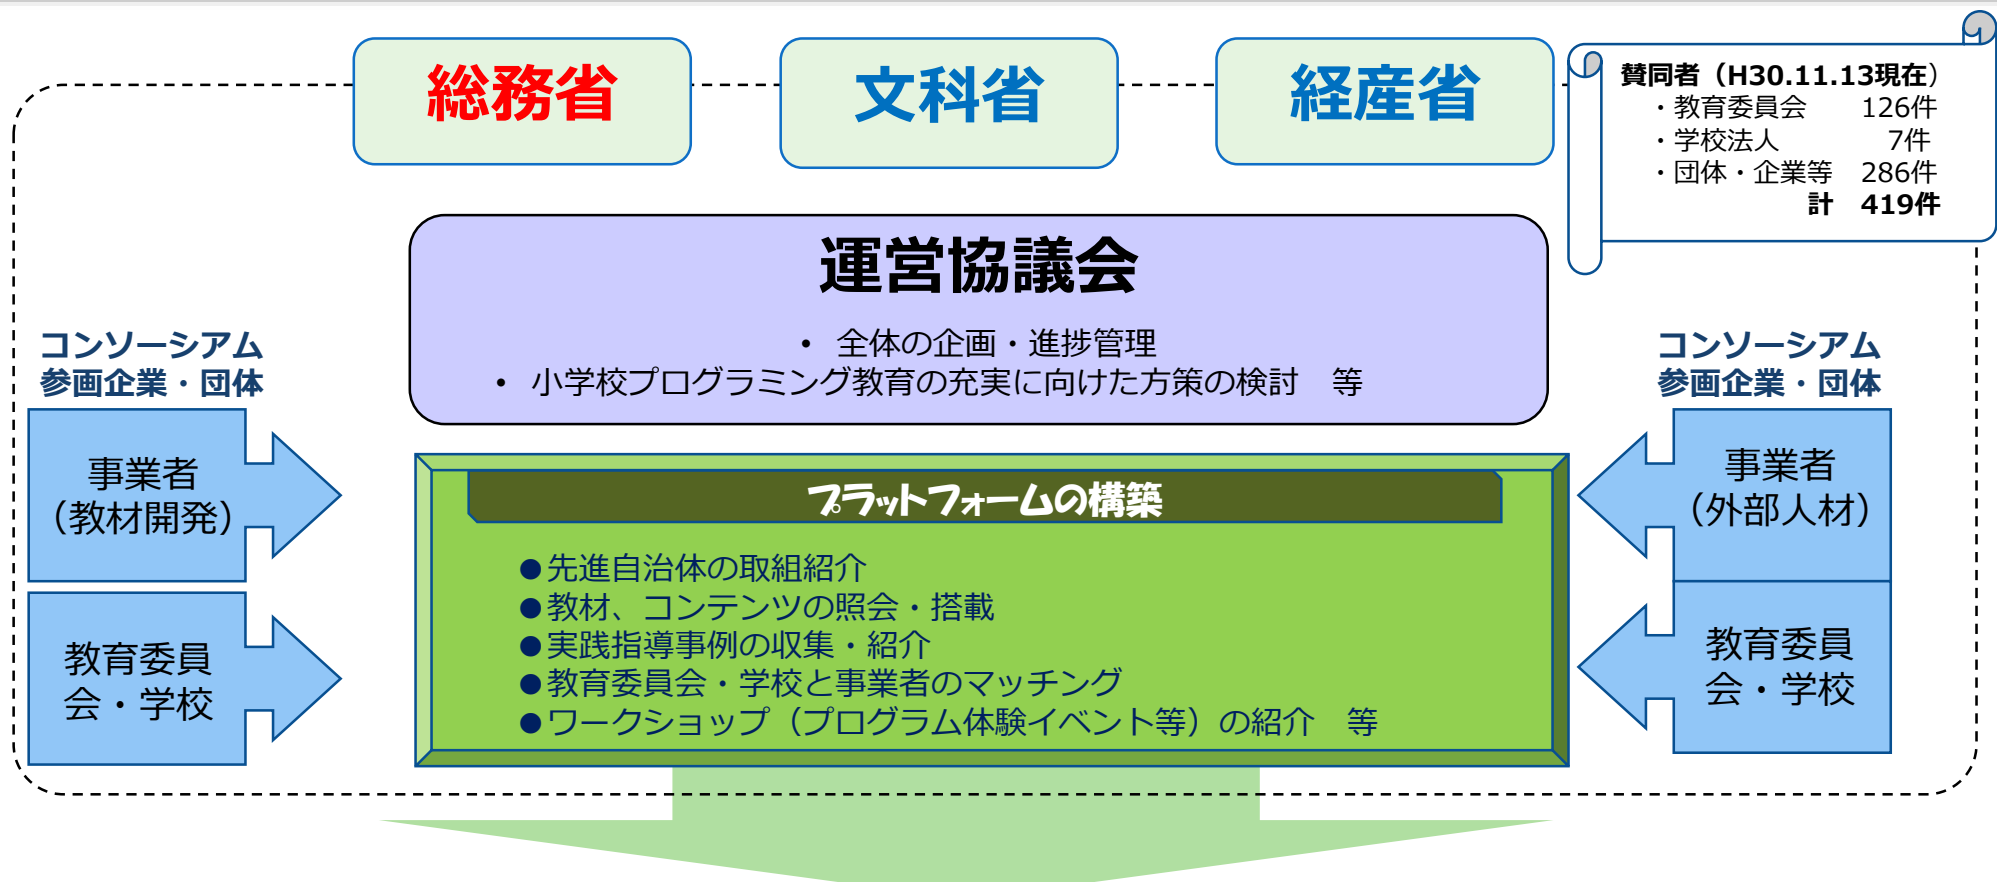 総務省
文科省
経産省
賛同者（H30.11.13現在）
・教育委員会　126件
・学校法人　7件
・団体・企業等　286件
計　419件
運営協議会
• 全体の企画・進捗管理
• 小学校プログラミング教育の充実に向けた方策の検討　等
コンソーシアム
参画企業・団体
事業者
（教材開発）
教育委員
会・学校
プラットフォームの構築
●先進自治体の取組紹介
●教材、コンテンツの照会・搭載
●実践指導事例の収集・紹介
●教育委員会・学校と事業者のマッチング
●ワークショップ（プログラム体験イベント等）の紹介　等
コンソーシアム
参画企業・団体
事業者
（外部人材）
教育委員
会・学校